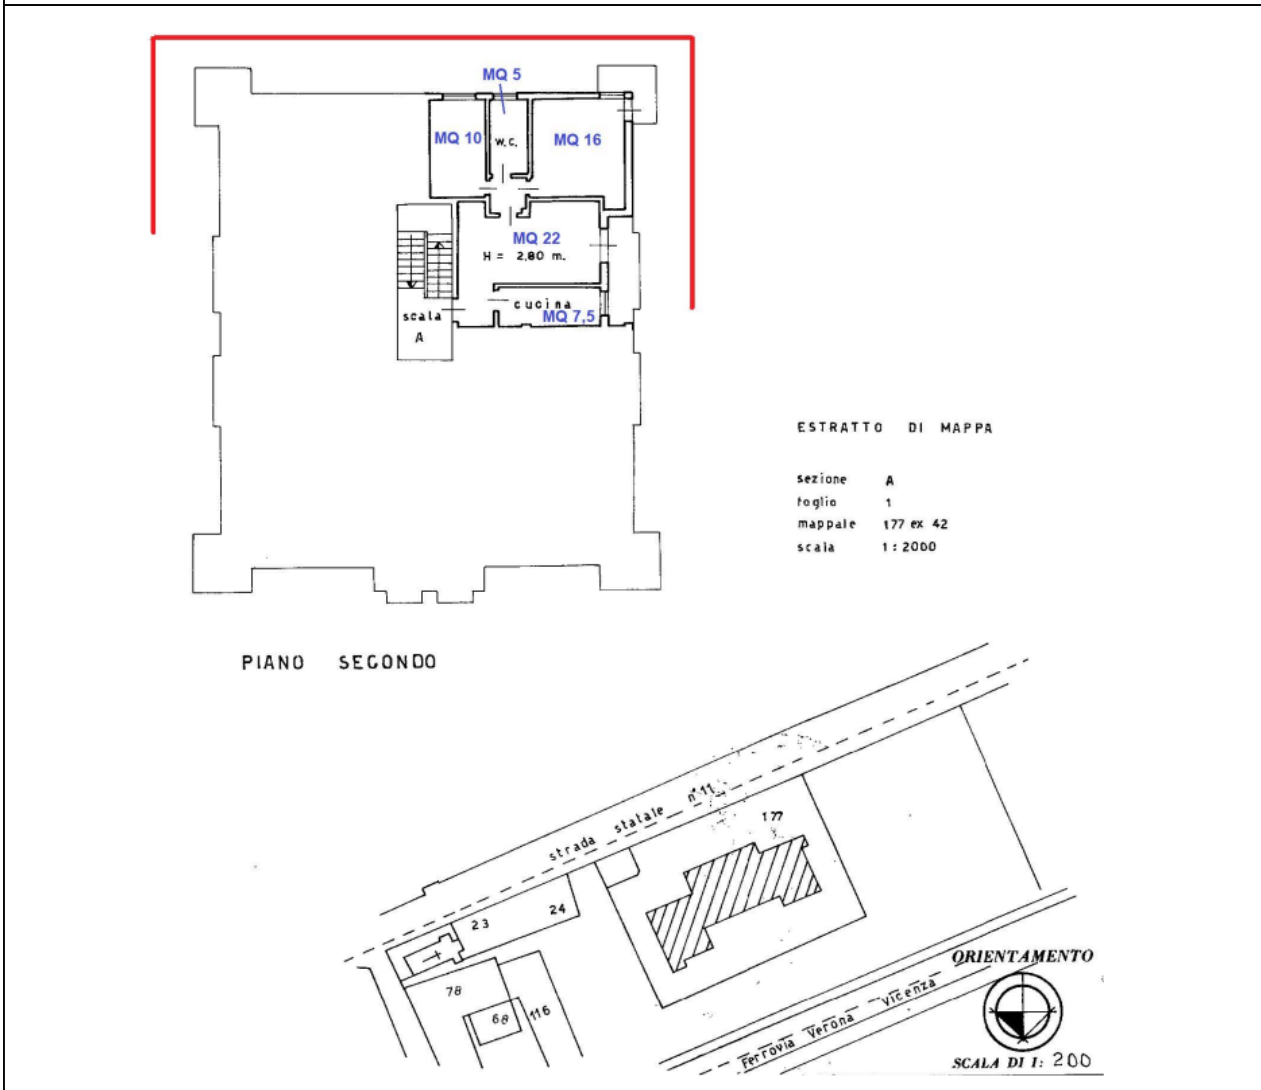 MQ 5
MQ 10
W.C.
MQ 16
MQ 22
H = 2,80 m.
cucina
MQ 7,5
scala
A
ESTRATTO DI MAPPA
sezione A
foglio 1
mappale 177 ex 42
scala 1 : 2000
PIANO SECONDO
strada statale n°11
177
23
24
78
68
116
Ferrovia Verona Vicenza
ORIENTAMENTO
SCALA DI 1: 200